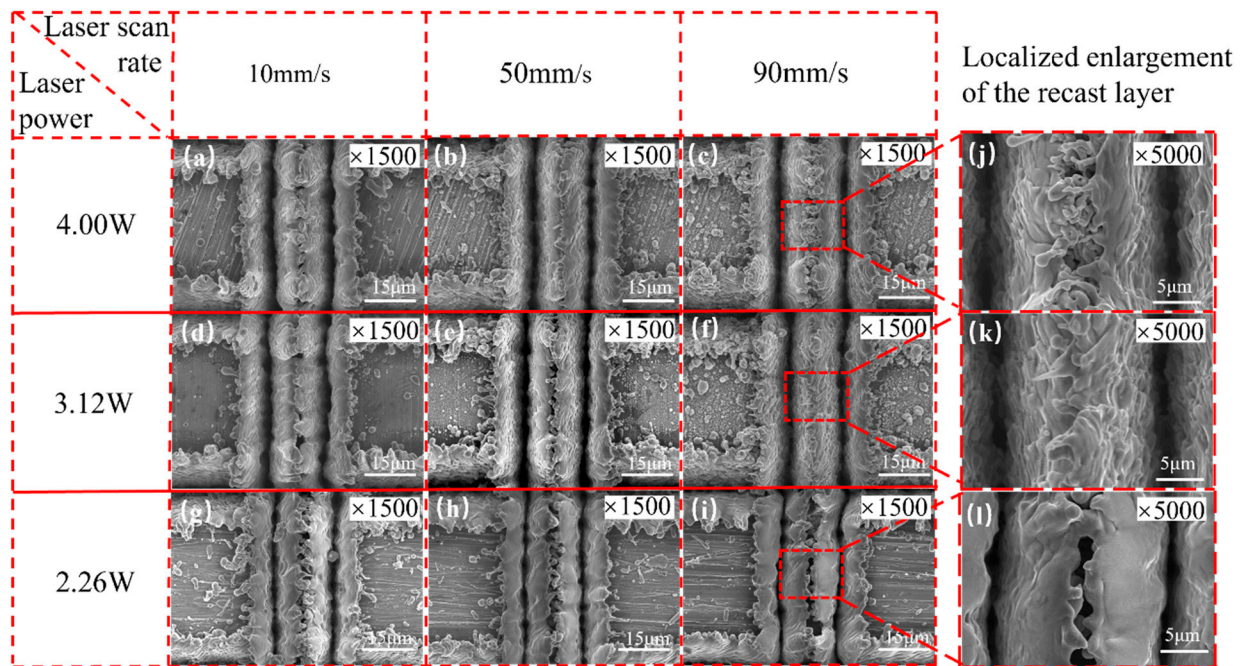 Laser scan
rate
Laser
power
10mm/s
50mm/s
90mm/s
Localized enlargement
of the recast layer
4.00W
(a)
×1500
15μm
(b)
×1500
15μm
(c)
×1500
15μm
(j)
×5000
5μm
3.12W
(d)
×1500
15μm
(e)
×1500
15μm
(f)
×1500
15μm
(k)
×5000
5μm
2.26W
(g)
×1500
15μm
(h)
×1500
15μm
(i)
×1500
15μm
(l)
×5000
5μm